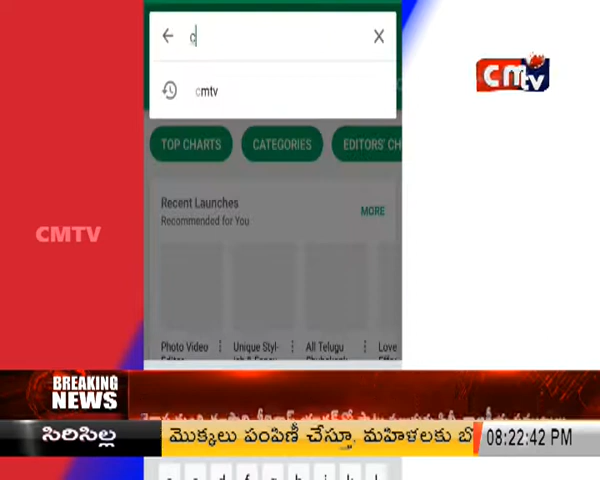 c
cmtv
cmtv
TOP CHARTS
CATEGORIES
EDITORS' CH
Recent Launches
Recommended for You
MORE
CMTV
Photo Video
Unique Styl-
All Telugu
Love
BREAKING
NEWS
సిరిసిల్ల
మొక్కలు పంపిణీ చేస్తూ, మహిళలకు
08:22:42 PM